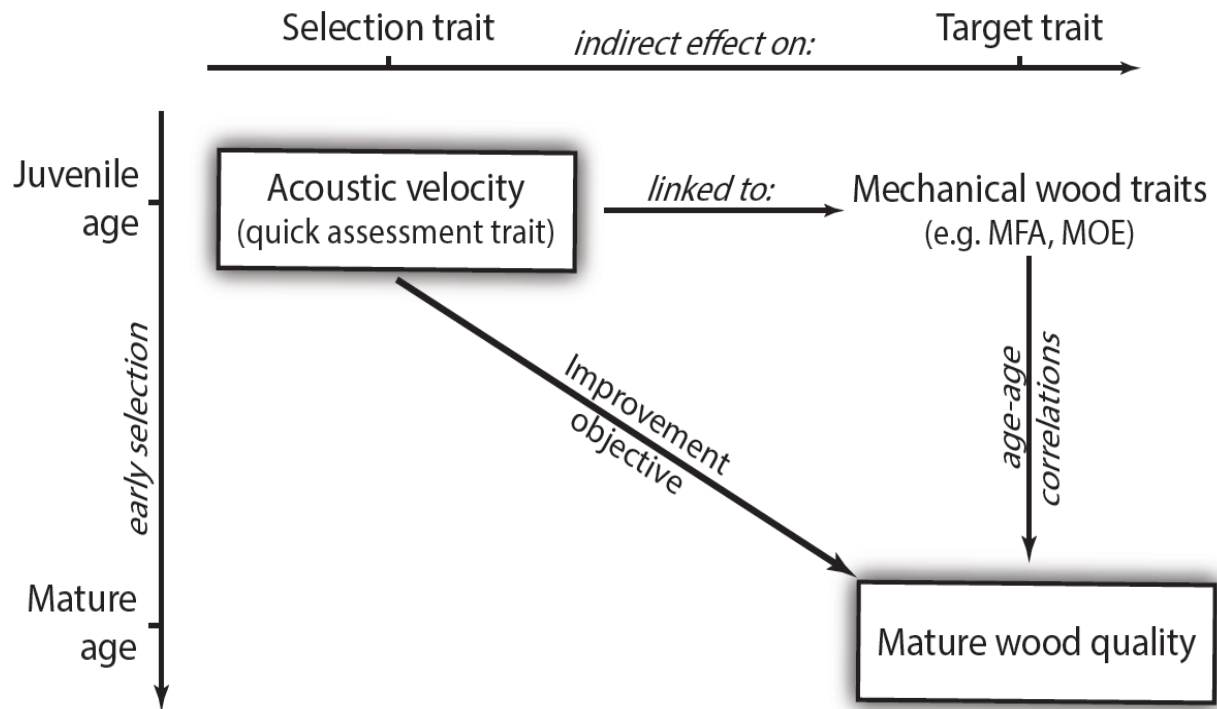 Selection trait
indirect effect on:
Target trait
Juvenile
age
Acoustic velocity
(quick assessment trait)
linked to:
Mechanical wood traits
(e.g. MFA, MOE)
early selection
Improvement
objective
age-age
correlations
Mature
age
Mature wood quality